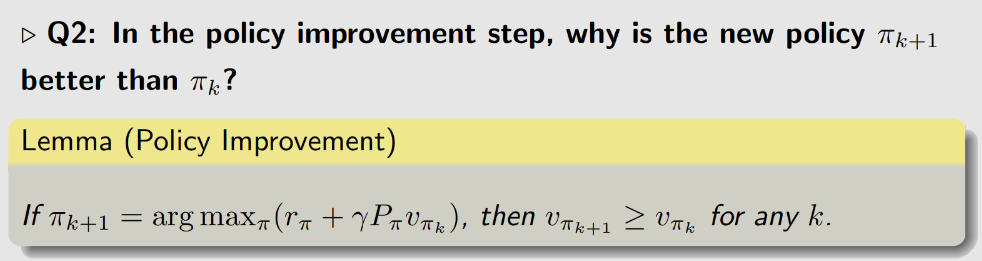 ▷ Q2: In the policy improvement step, why is the new policy $\pi_{k+1}$
better than $\pi_k$?
Lemma (Policy Improvement)
If $\pi_{k+1} = \arg\max_\pi (r_\pi + \gamma P_\pi v_{\pi_k})$, then $v_{\pi_{k+1}} \geq v_{\pi_k}$ for any $k$.